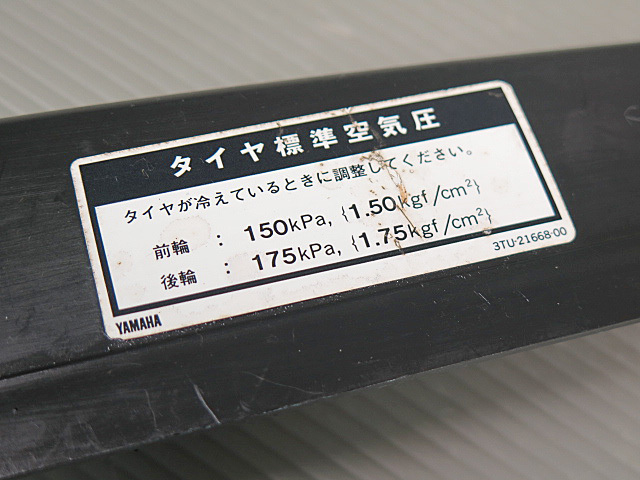 タイヤ標準空気圧
タイヤが冷えているときに調整してください。
前輪 : 150kPa, {1.50kgf/cm²}
後輪 : 175kPa, {1.75kgf/cm²}
3TU-21668-00
YAMAHA